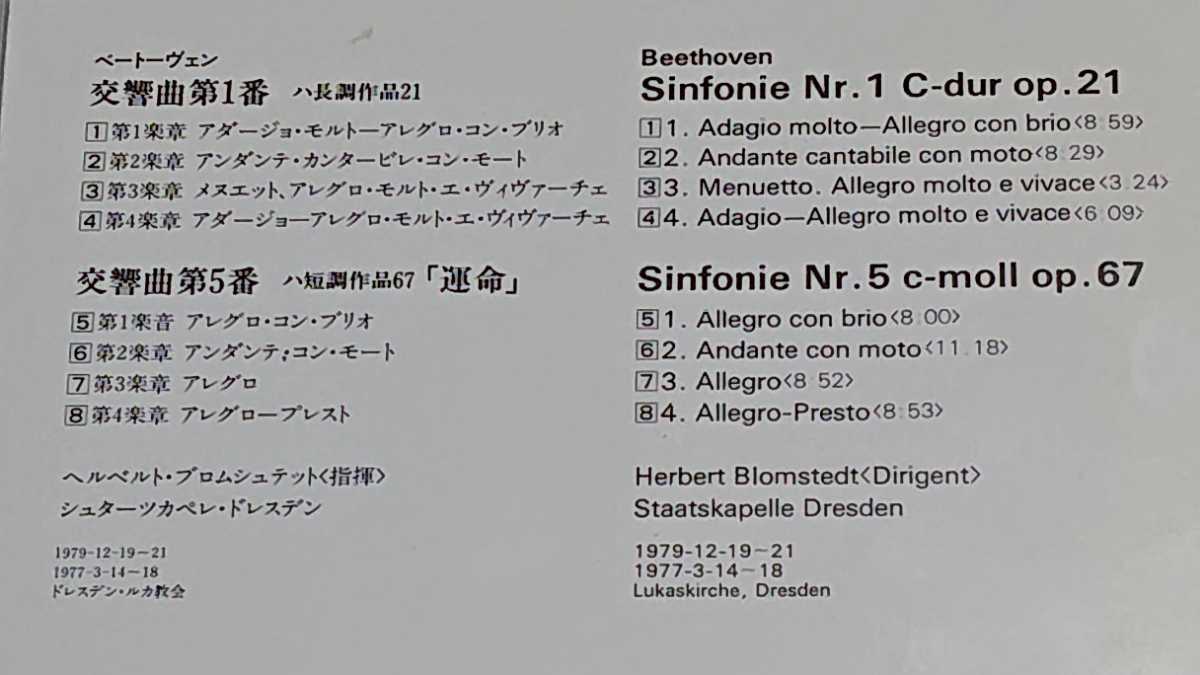 ベートーヴェン
交響曲第1番 ハ長調作品21
1 第1楽章 アダージョ・モルトーアレグロ・コン・ブリオ
2 第2楽章 アンダンテ・カンタービレ・コン・モート
3 第3楽章 メヌエット、アレグロ・モルト・エ・ヴィヴァーチェ
4 第4楽章 アダージョーアレグロ・モルト・エ・ヴィヴァーチェ
交響曲第5番 ハ短調作品67「運命」
5 第1楽音 アレグロ・コン・ブリオ
6 第2楽章 アンダンテ;コン・モート
7 第3楽章 アレグロ
8 第4楽章 アレグロープレスト
ヘルベルト・ブロムシュテット〈指揮〉
シュターツカペレ・ドレスデン
1979-12-19~21
1977-3-14~18
ドレスデン・ルカ教会
Beethoven
Sinfonie Nr.1 C-dur op.21
1 1. Adagio molto—Allegro con brio〈8:59〉
2 2. Andante cantabile con moto〈8:29〉
3 3. Menuetto. Allegro molto e vivace〈3:24〉
4 4. Adagio—Allegro molto e vivace〈6:09〉
Sinfonie Nr.5 c-moll op.67
5 1. Allegro con brio〈8:00〉
6 2. Andante con moto〈11:18〉
7 3. Allegro〈8:52〉
8 4. Allegro-Presto〈8:53〉
Herbert Blomstedt〈Dirigent〉
Staatskapelle Dresden
1979-12-19~21
1977-3-14~18
Lukaskirche, Dresden